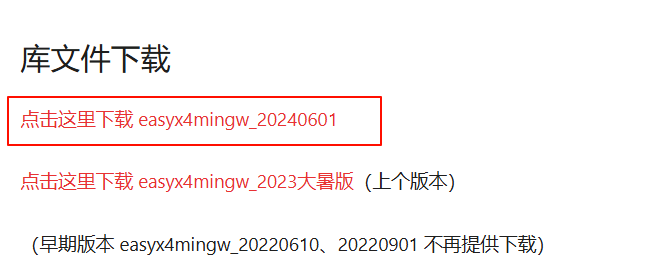 库文件下载
点击这里下载 easyx4mingw_20240601
点击这里下载 easyx4mingw_2023大暑版（上个版本）
（早期版本 easyx4mingw_20220610、20220901 不再提供下载）